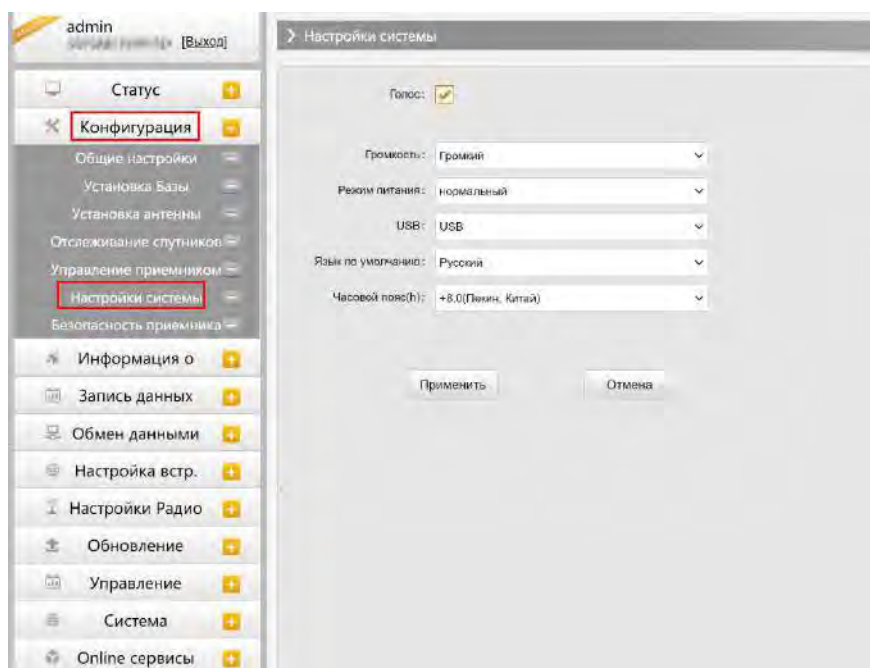 admin
[Выход]
Статус
Конфигурация
Общие настройки
Установка Базы
Установка антенны
Отслеживание спутников
Управление приемником
Настройки системы
Безопасность приемника
Информация о
Запись данных
Обмен данными
Настройка встр.
Настройки Радио
Обновление
Управление
Система
Online сервисы
Настройки системы
Голос:
Громкость: Громкий
Режим питания: нормальный
USB: USB
Язык по умолчанию: Русский
Часовой пояс(h): +8.0(Пекин, Китай)
Применить Отмена